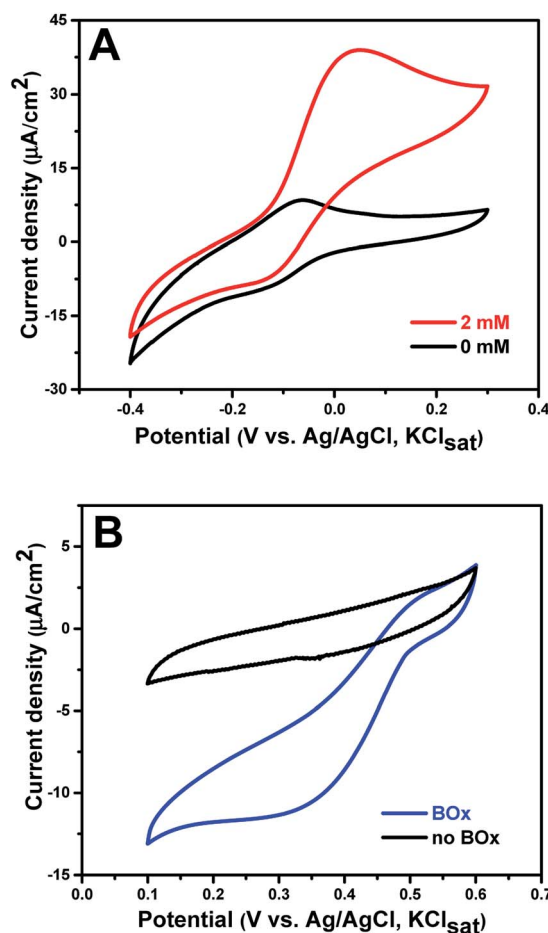 A
45
30
15
0
-15
-30
Current density (μA/cm2)
2 mM
0 mM
-0.4 -0.2 0.0 0.2 0.4
Potential (V vs. Ag/AgCl, KClsat)
B
5
0
-5
-10
-15
Current density (μA/cm2)
BOx
no BOx
0.0 0.1 0.2 0.3 0.4 0.5 0.6 0.7
Potential (V vs. Ag/AgCl, KClsat)